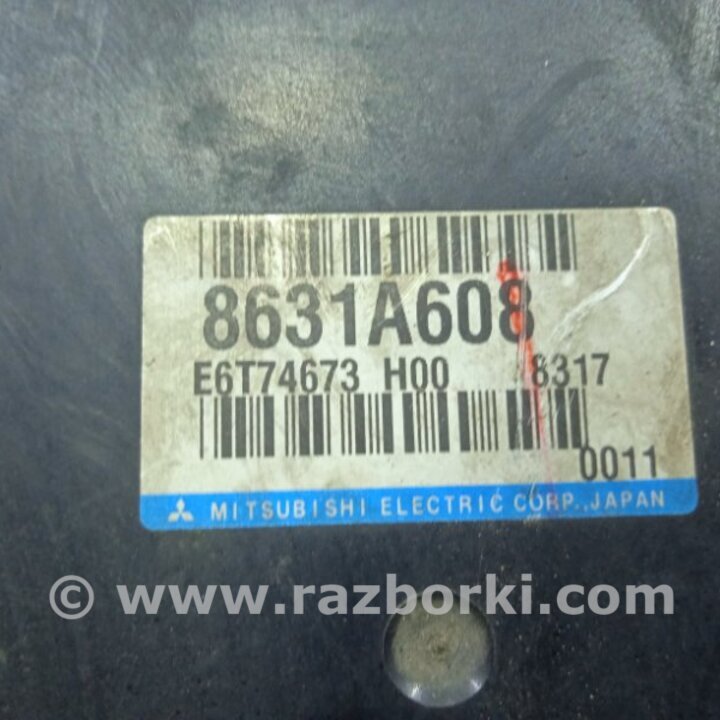 8631A608
E6T74673 H00 8317
0011
MITSUBISHI ELECTRIC CORP.,JAPAN
© www.razborki.com